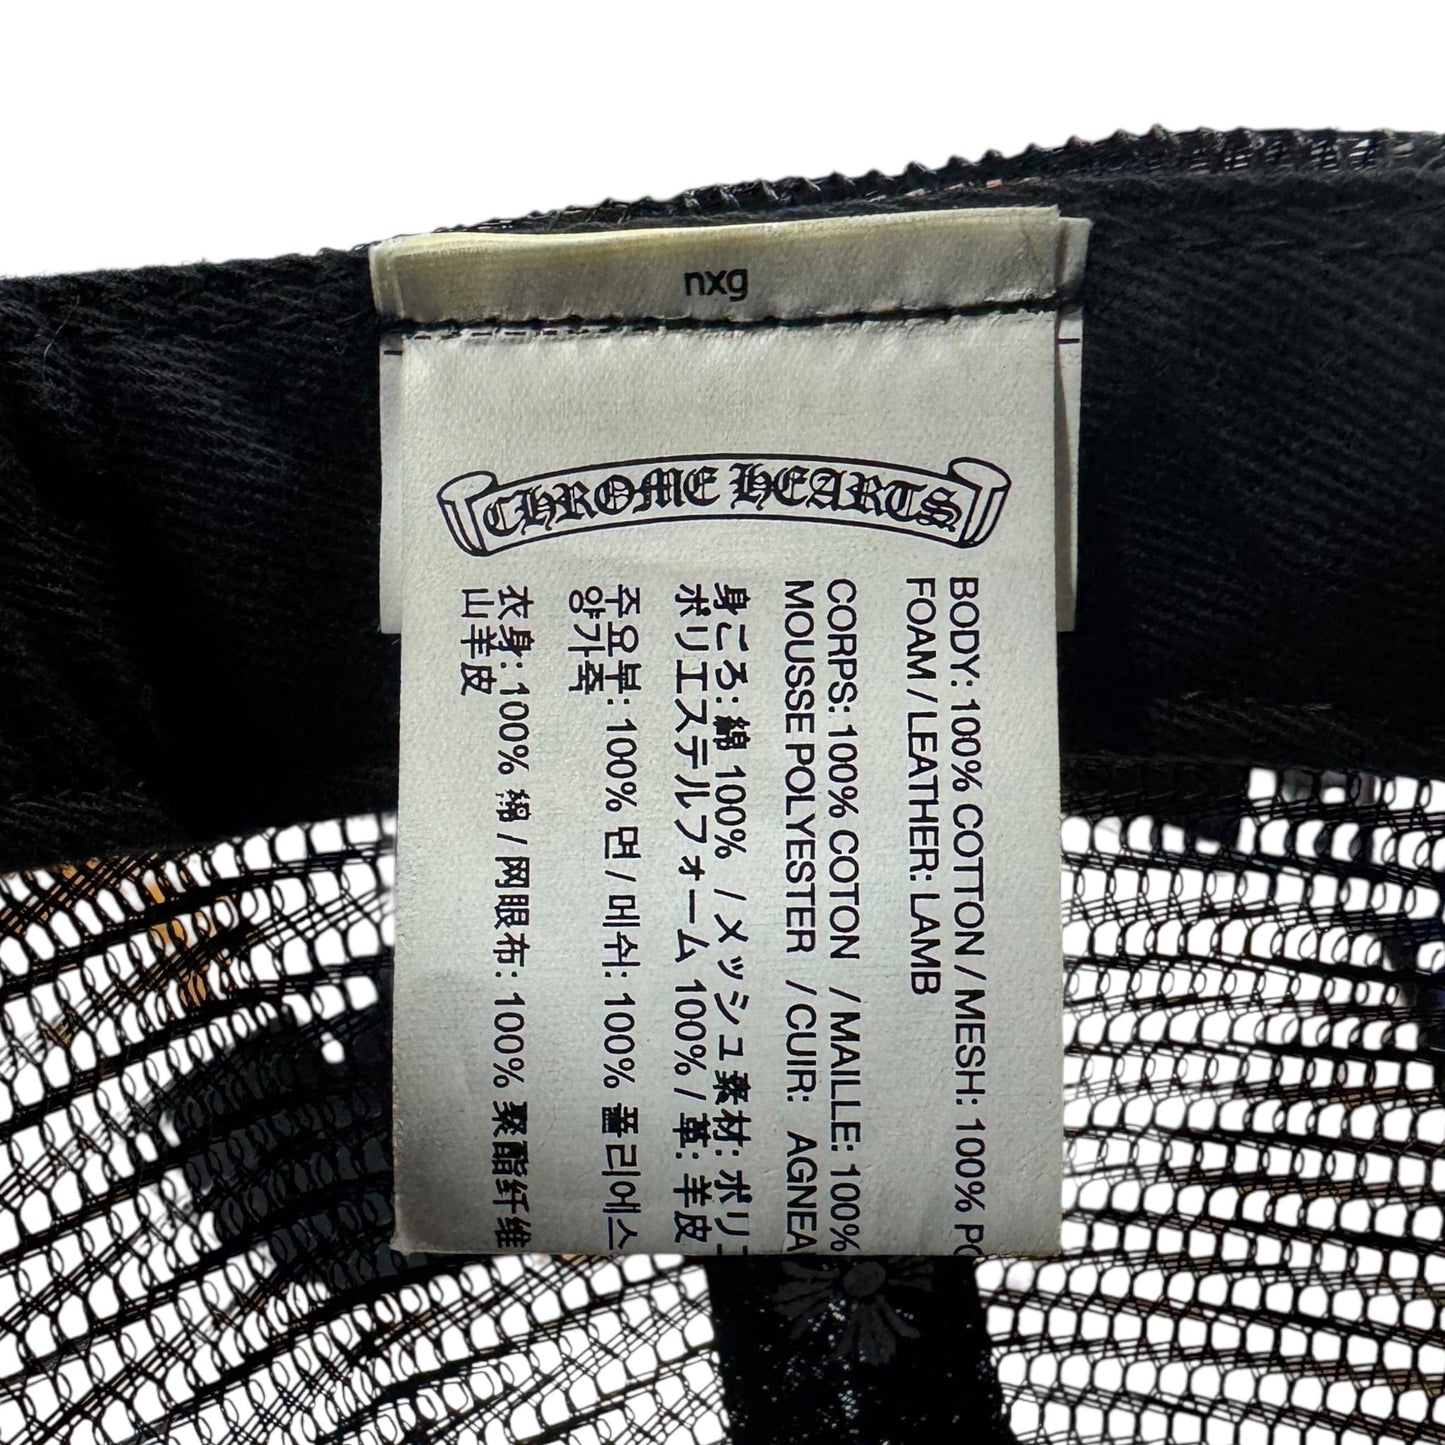 nxg
CHROME HEARTS
BODY: 100% COTTON / MESH: 100%
FOAM / LEATHER: LAMB
CORPS: 100% COTON / MAILLE: 100%
MOUSSE POLYESTER / CUIR: AGNEA
身ごろ: 綿 100% / メッシュ素材: ポリ
ポリエステルフォーム 100% / 革: 羊皮
주요부: 100% 면 / 메쉬: 100% 폴리에스
양가죽
衣身: 100% 綿 / 网眼布: 100% 聚酯纤维
山羊皮